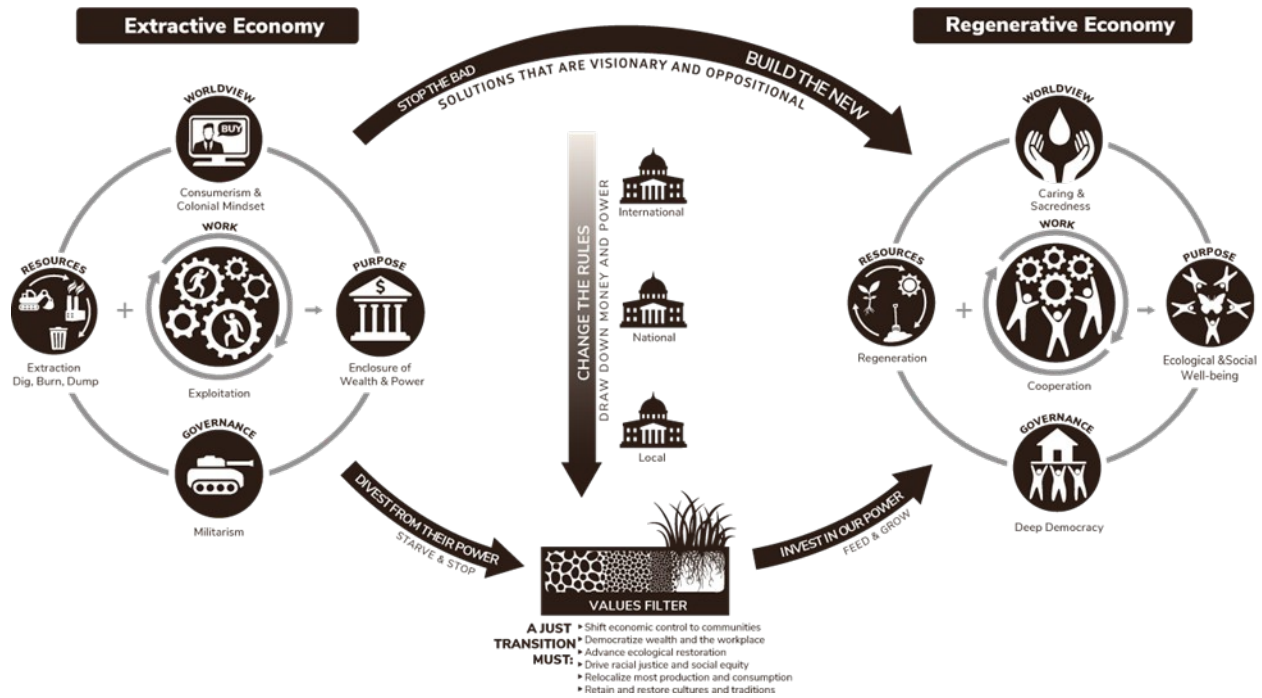 Extractive Economy
Regenerative Economy
STOP THE BAD
BUILD THE NEW
SOLUTIONS THAT ARE VISIONARY AND OPPOSITIONAL
WORLDVIEW
BUY
Consumerism &
Colonial Mindset
RESOURCES
Extraction
Dig, Burn, Dump
+
WORK
Exploitation
PURPOSE
$
Enclosure of
Wealth & Power
GOVERNANCE
Militarism
CHANGE THE RULES
DRAW DOWN MONEY AND POWER
International
National
Local
WORLDVIEW
Caring &
Sacredness
RESOURCES
Regeneration
+
WORK
Cooperation
PURPOSE
Ecological &Social
Well-being
GOVERNANCE
Deep Democracy
DIVEST FROM THEIR POWER
STARVE & STOP
INVEST IN OUR POWER
FEED & GROW
VALUES FILTER
A JUST
TRANSITION
MUST:
Shift economic control to communities
Democratize wealth and the workplace
Advance ecological restoration
Drive racial justice and social equity
Relocalize most production and consumption
Retain and restore cultures and traditions